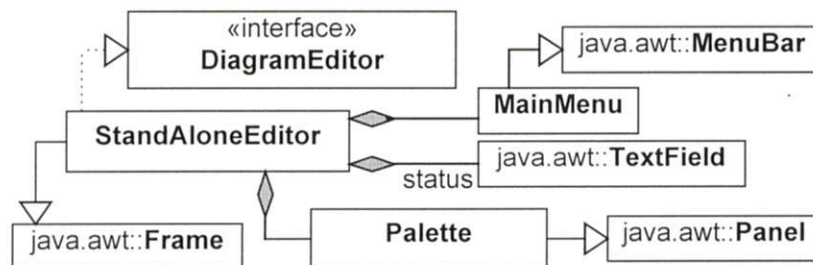 «interface»
DiagramEditor
java.awt::MenuBar
MainMenu
StandAloneEditor
java.awt::TextField
status
java.awt::Frame
Palette
java.awt::Panel